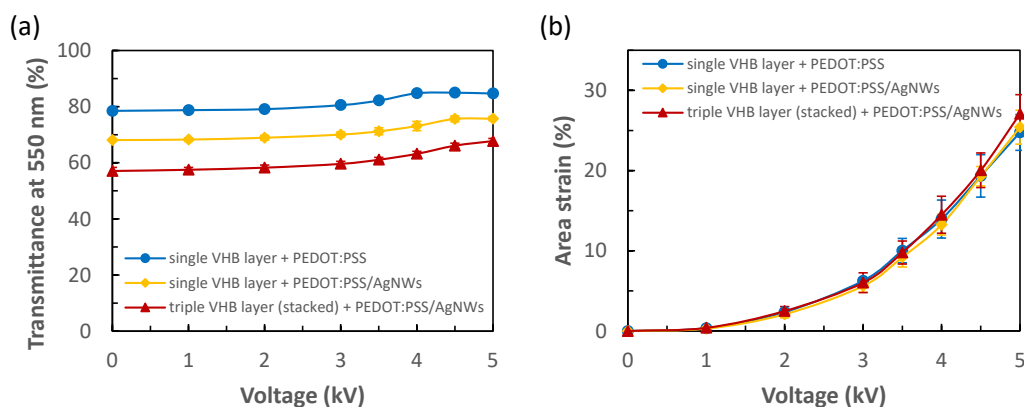 (a)
Transmittance at 550 nm (%)
100
80
60
40
20
0
single VHB layer + PEDOT:PSS
single VHB layer + PEDOT:PSS/AgNWs
triple VHB layer (stacked) + PEDOT:PSS/AgNWs
0 1 2 3 4 5
Voltage (kV)
(b)
Area strain (%)
30
20
10
0
single VHB layer + PEDOT:PSS
single VHB layer + PEDOT:PSS/AgNWs
triple VHB layer (stacked) + PEDOT:PSS/AgNWs
0 1 2 3 4 5
Voltage (kV)